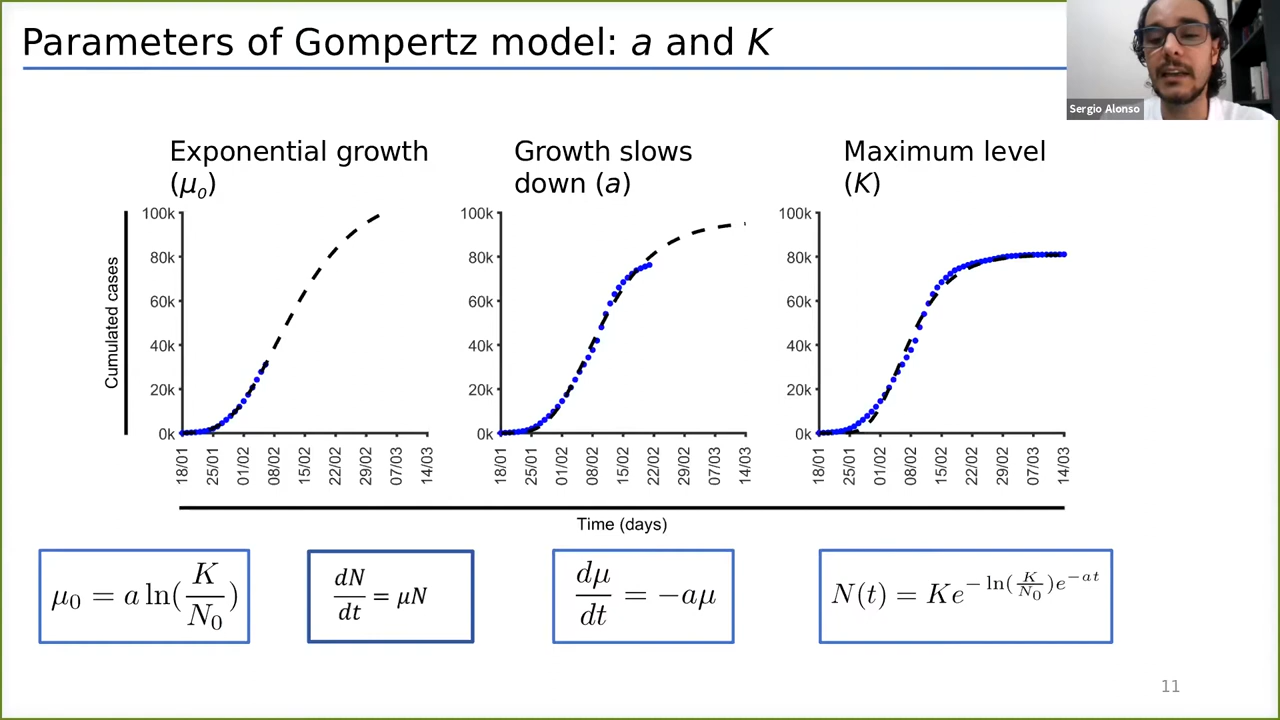 Parameters of Gompertz model: a and K
Sergio Alonso
Exponential growth
(μ₀)
Growth slows
down (a)
Maximum level
(K)
Cumulated cases
100k
80k
60k
40k
20k
0k
18/01
25/01
01/02
08/02
15/02
22/02
29/02
07/03
14/03
100k
80k
60k
40k
20k
0k
18/01
25/01
01/02
08/02
15/02
22/02
29/02
07/03
14/03
100k
80k
60k
40k
20k
0k
18/01
25/01
01/02
08/02
15/02
22/02
29/02
07/03
14/03
Time (days)
μ₀ = a ln(K/N₀)
dN/dt = μN
dμ/dt = −aμ
N(t) = Ke^{−ln(K/N₀)e^{−at}}
11